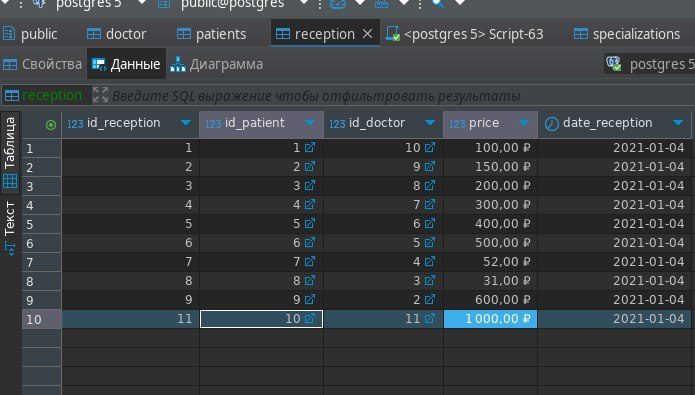 postgres 5 public@postgres
public doctor patients reception <postgres 5> Script-63 specializations
Свойства Данные Диаграмма postgres 5
reception Введите SQL выражение чтобы отфильтровать результаты
Таблица
Текст
123 id_reception 123 id_patient 123 id_doctor 123 price date_reception
1 1 1 10 100,00 ₽ 2021-01-04
2 2 2 9 150,00 ₽ 2021-01-04
3 3 3 8 200,00 ₽ 2021-01-04
4 4 4 7 300,00 ₽ 2021-01-04
5 5 5 6 400,00 ₽ 2021-01-04
6 6 6 5 500,00 ₽ 2021-01-04
7 7 7 4 52,00 ₽ 2021-01-04
8 8 8 3 31,00 ₽ 2021-01-04
9 9 9 2 600,00 ₽ 2021-01-04
10 11 10 11 1 000,00 ₽ 2021-01-04